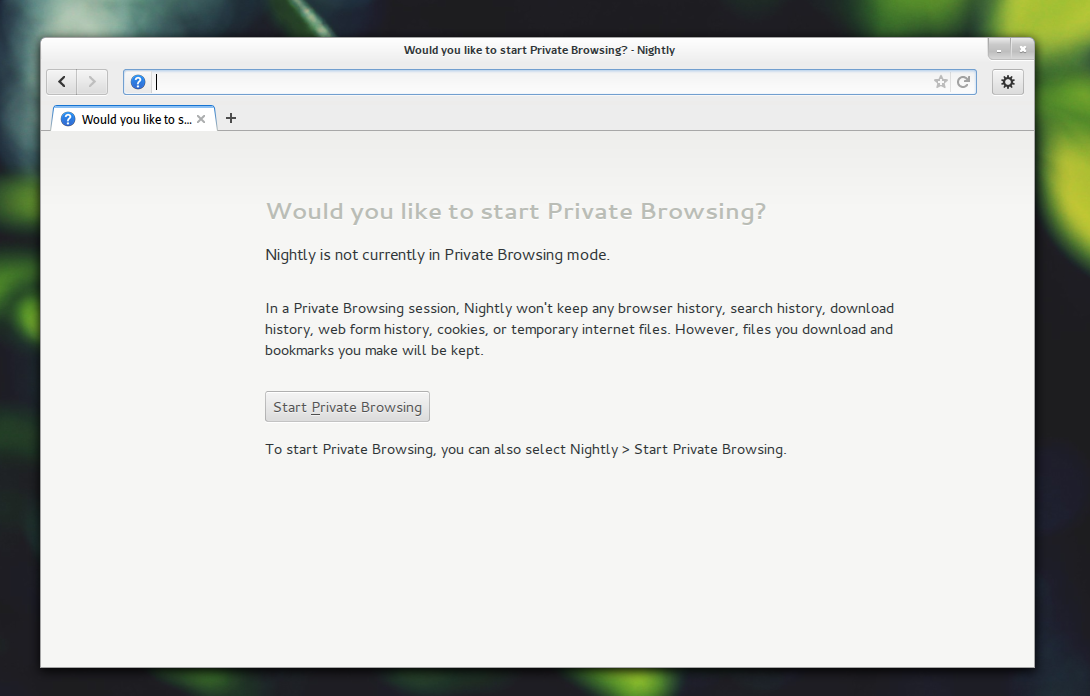 Would you like to start Private Browsing? - Nightly
Would you like to s...
Would you like to start Private Browsing?
Nightly is not currently in Private Browsing mode.
In a Private Browsing session, Nightly won't keep any browser history, search history, download
history, web form history, cookies, or temporary internet files. However, files you download and
bookmarks you make will be kept.
Start Private Browsing
To start Private Browsing, you can also select Nightly > Start Private Browsing.